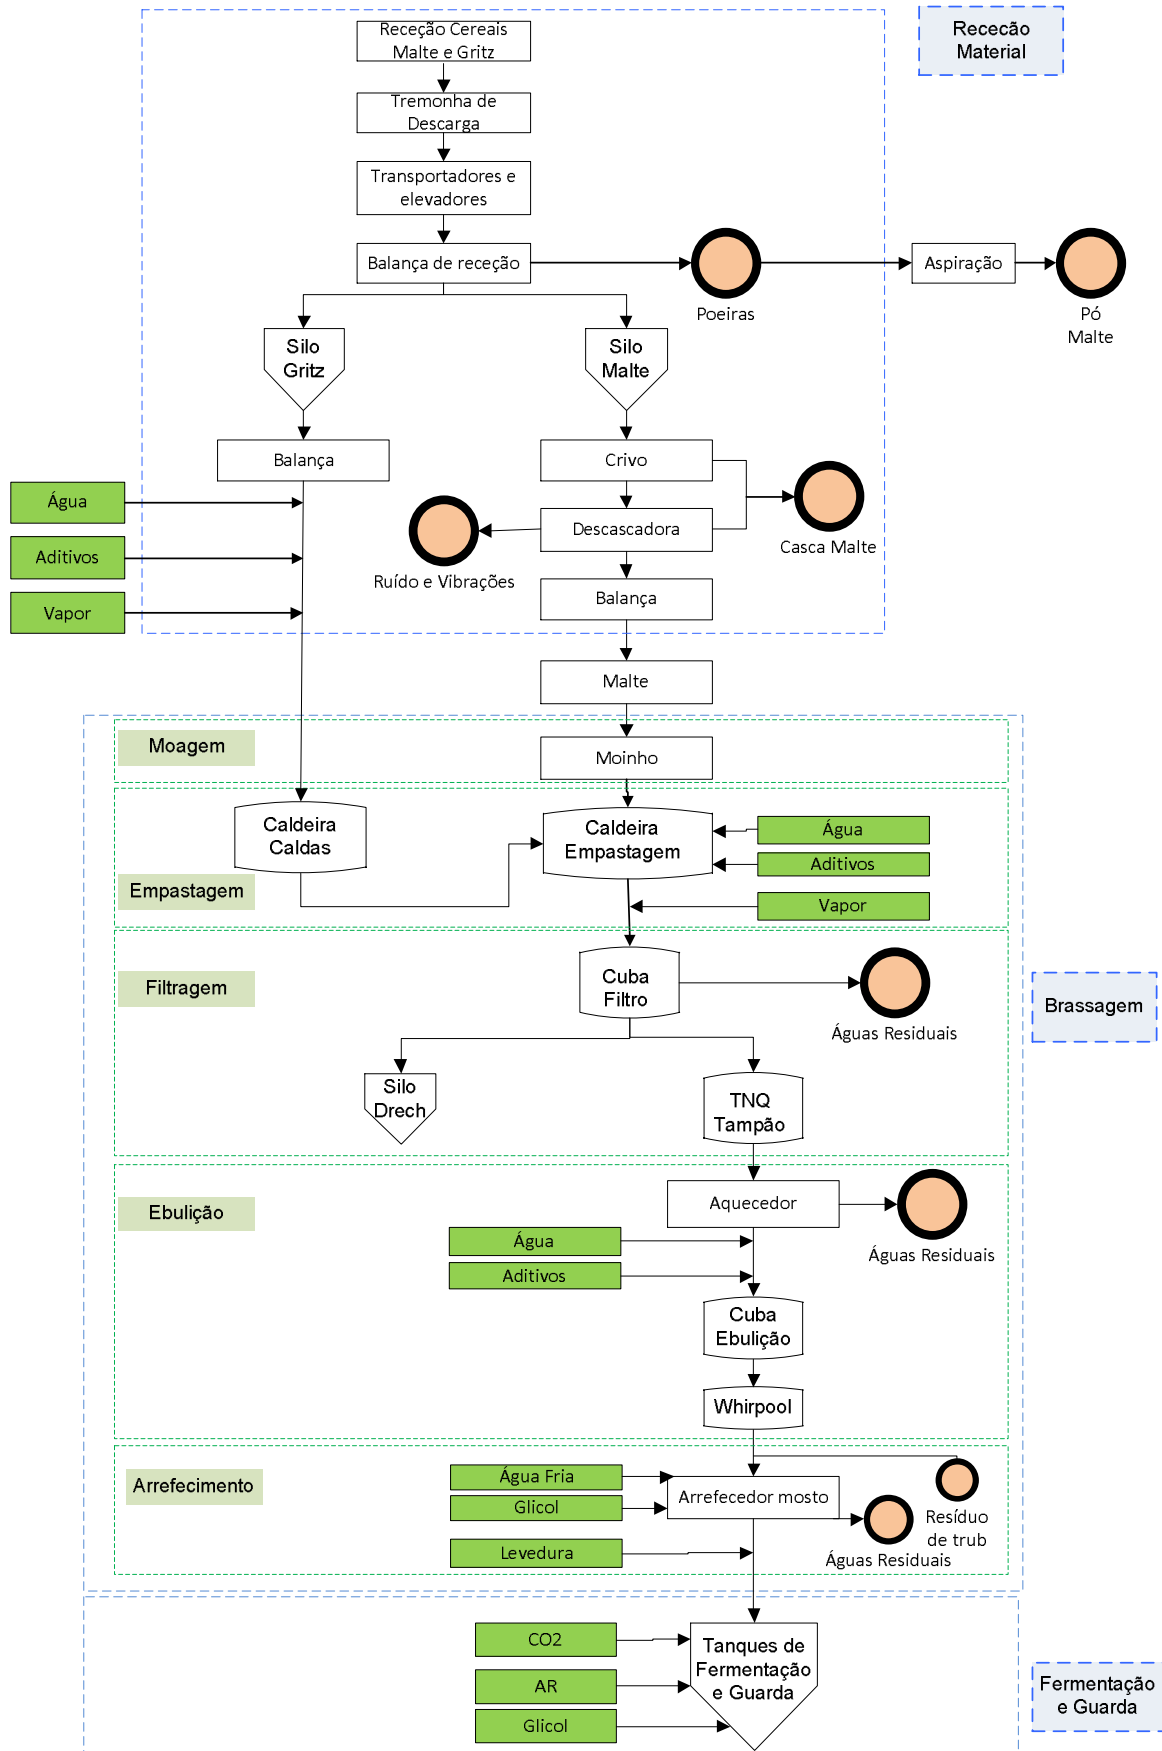 Receção Cereais
Malte e Gritz
Rececão
Material
Tremonha de
Descarga
Transportadores e
elevadores
Balança de receção
Aspiração
Poeiras
Pó
Malte
Silo
Gritz
Silo
Malte
Balança
Crivo
Água
Descascadora
Casca Malte
Aditivos
Ruído e Vibrações
Balança
Vapor
Malte
Moagem
Moinho
Caldeira
Caldas
Caldeira
Empastagem
Água
Aditivos
Empastagem
Vapor
Filtragem
Cuba
Filtro
Águas Residuais
Brassagem
Silo
Drech
TNQ
Tampão
Ebulição
Aquecedor
Águas Residuais
Água
Aditivos
Cuba
Ebulição
Whirpool
Arrefecimento
Água Fria
Glicol
Arrefecedor mosto
Resíduo
de trub
Águas Residuais
Levedura
CO2
AR
Glicol
Tanques de
Fermentação
e Guarda
Fermentação
e Guarda